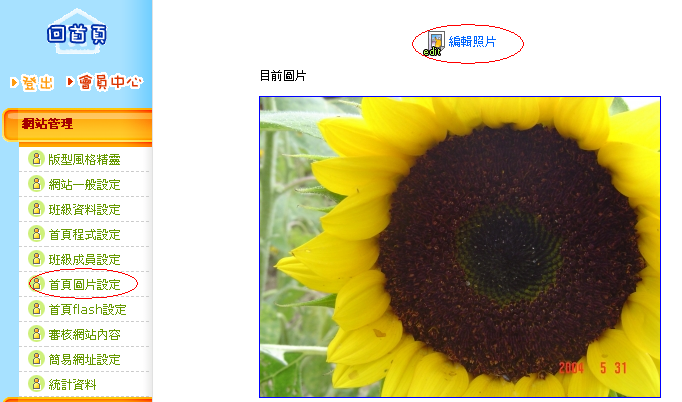 回首頁
登出
會員中心
網站管理
版型風格精靈
網站一般設定
班級資料設定
首頁程式設定
班級成員設定
首頁圖片設定
首頁flash設定
審核網站內容
簡易網址設定
統計資料
edit
編輯照片
目前圖片
2004 5 31